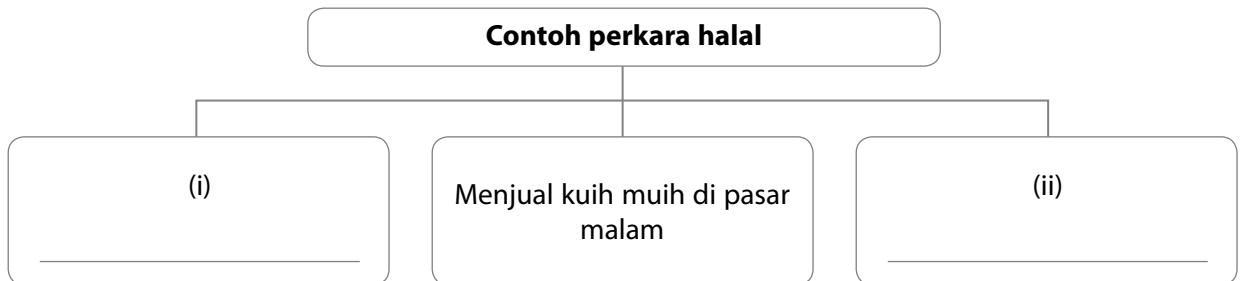 Contoh perkara halal
(i)
Menjual kuih muih di pasar
malam
(ii)